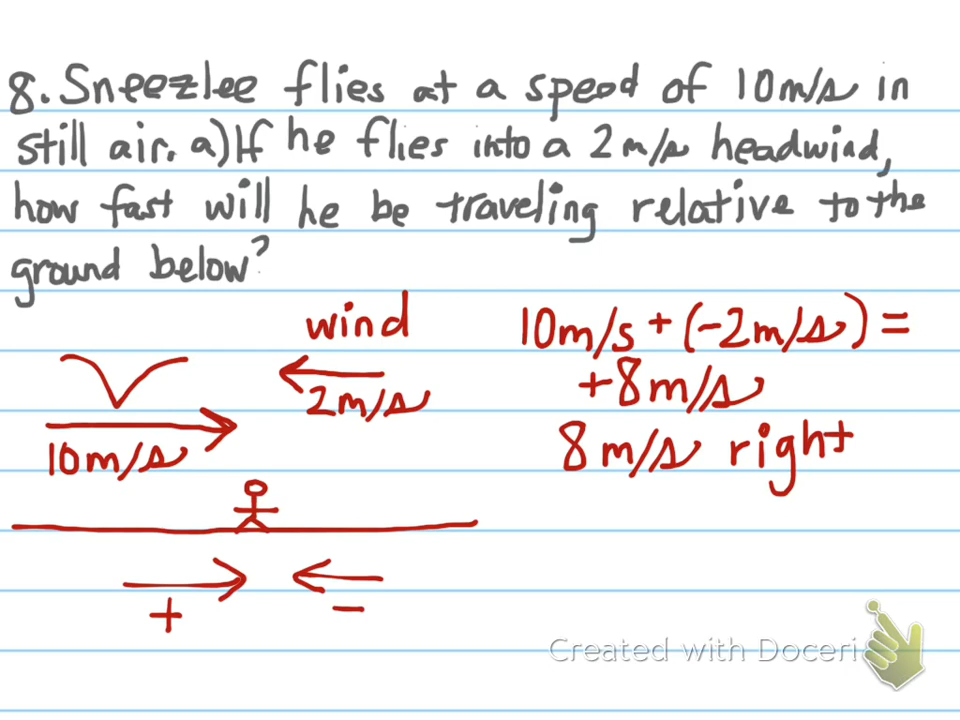 8. Sneezlee flies at a speed of 10m/s in
still air. a) If he flies into a 2m/s headwind,
how fast will he be traveling relative to the
ground below?
wind
2m/s
10m/s
+
−
10m/s + (-2m/s) =
+8m/s
8m/s right
Created with Doceri